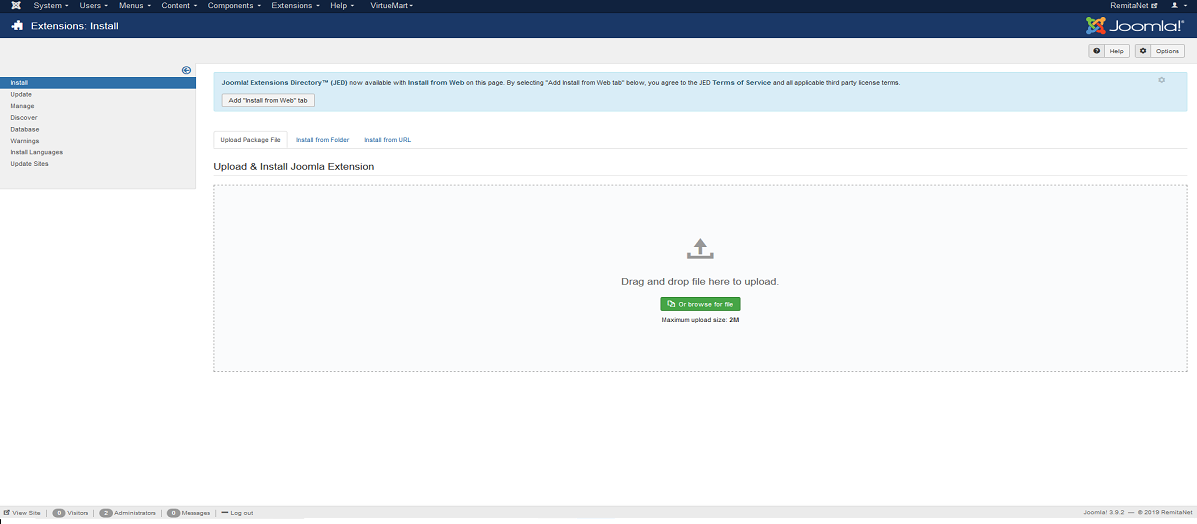 System Users Menus Content Components Extensions Help VirtueMart RemitaNet
Extensions: Install Joomla!®
Help Options
Install
Update
Manage
Discover
Database
Warnings
Install Languages
Update Sites
Joomla! Extensions Directory™ (JED) now available with Install from Web on this page. By selecting "Add Install from Web tab" below, you agree to the JED Terms of Service and all applicable third party license terms.
Add "Install from Web" tab
Upload Package File Install from Folder Install from URL
Upload & Install Joomla Extension
Drag and drop file here to upload.
Or browse for file
Maximum upload size: 2M
View Site | 0 Visitors | 2 Administrators | 0 Messages | Log out Joomla! 3.9.2 — © 2019 RemitaNet